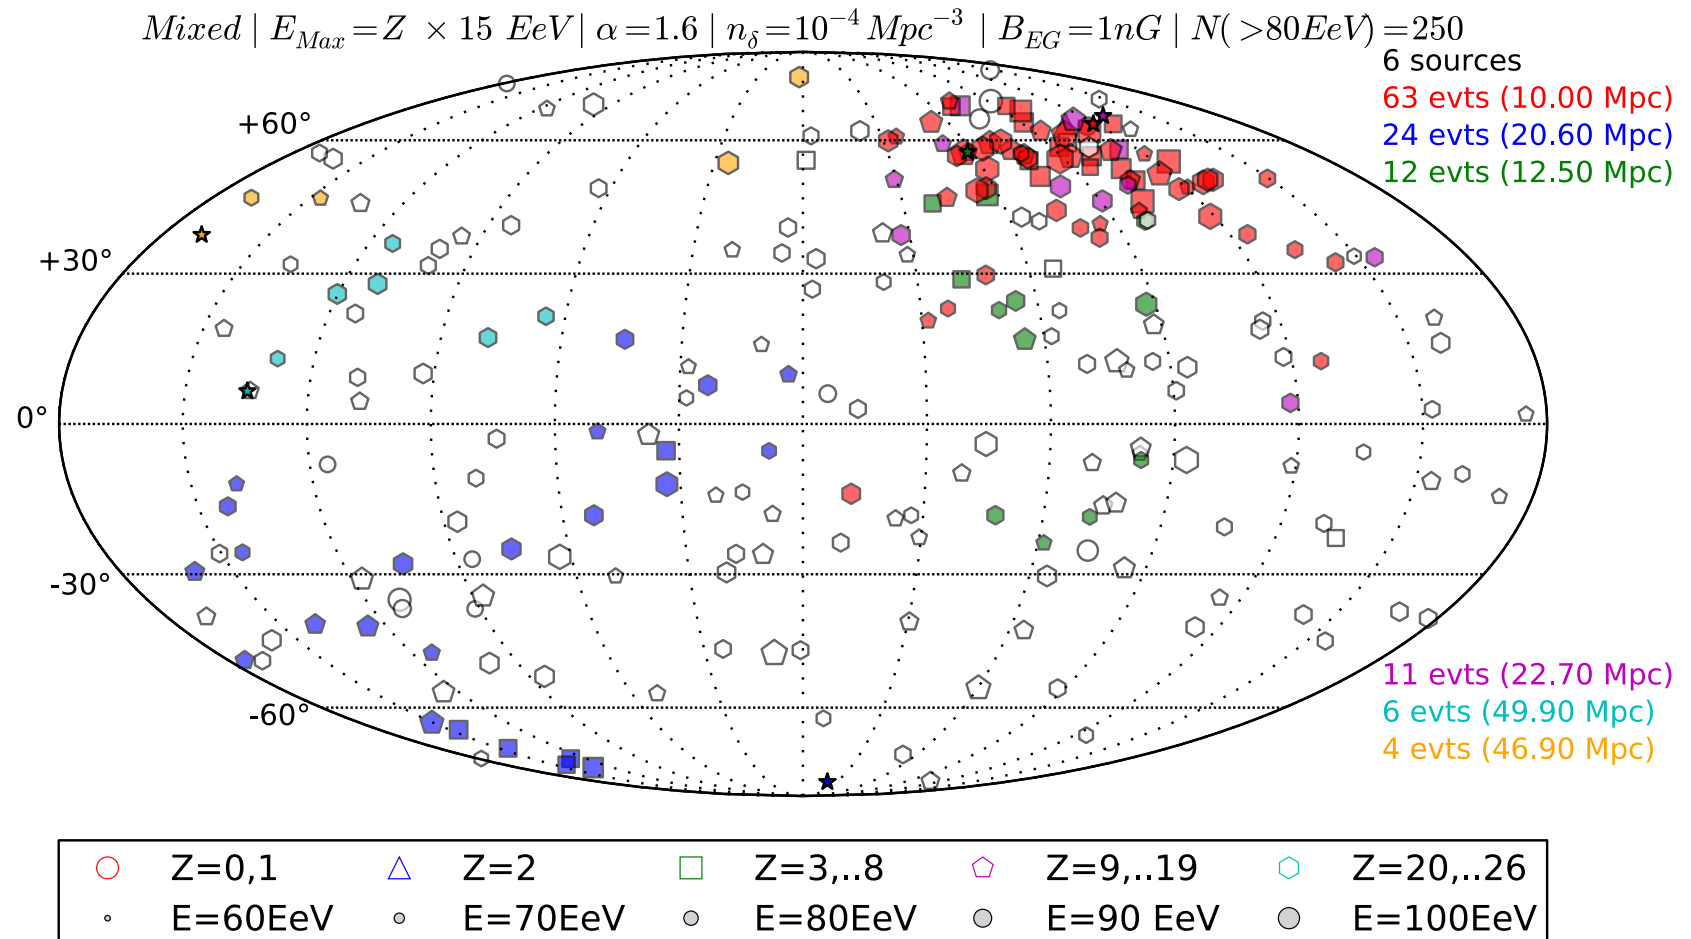 Mixed | E_Max=Z ×15 EeV | α=1.6 | n_δ=10⁻⁴ Mpc⁻³ | B_EG=1nG | N(>80EeV)=250
6 sources
63 evts (10.00 Mpc)
24 evts (20.60 Mpc)
12 evts (12.50 Mpc)
+60°
+30°
0°
-30°
-60°
11 evts (22.70 Mpc)
6 evts (49.90 Mpc)
4 evts (46.90 Mpc)
Z=0,1 Z=2 Z=3,..8 Z=9,..19 Z=20,..26
E=60EeV E=70EeV E=80EeV E=90 EeV E=100EeV